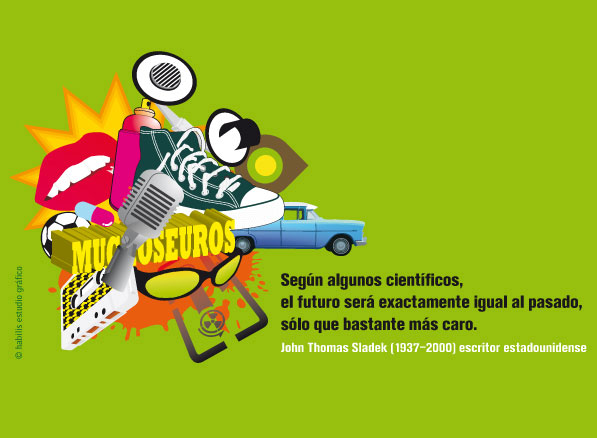 MUCHOSEUROS
Según algunos científicos,
el futuro será exactamente igual al pasado,
sólo que bastante más caro.
John Thomas Sladek (1937–2000) escritor estadounidense
© habilis estudio gráfico